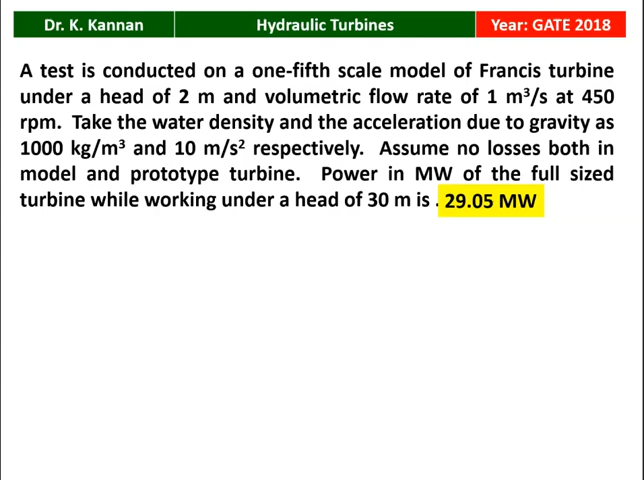 Dr. K. Kannan Hydraulic Turbines Year: GATE 2018
A test is conducted on a one-fifth scale model of Francis turbine
under a head of 2 m and volumetric flow rate of 1 m³/s at 450
rpm. Take the water density and the acceleration due to gravity as
1000 kg/m³ and 10 m/s² respectively. Assume no losses both in
model and prototype turbine. Power in MW of the full sized
turbine while working under a head of 30 m is . 29.05 MW